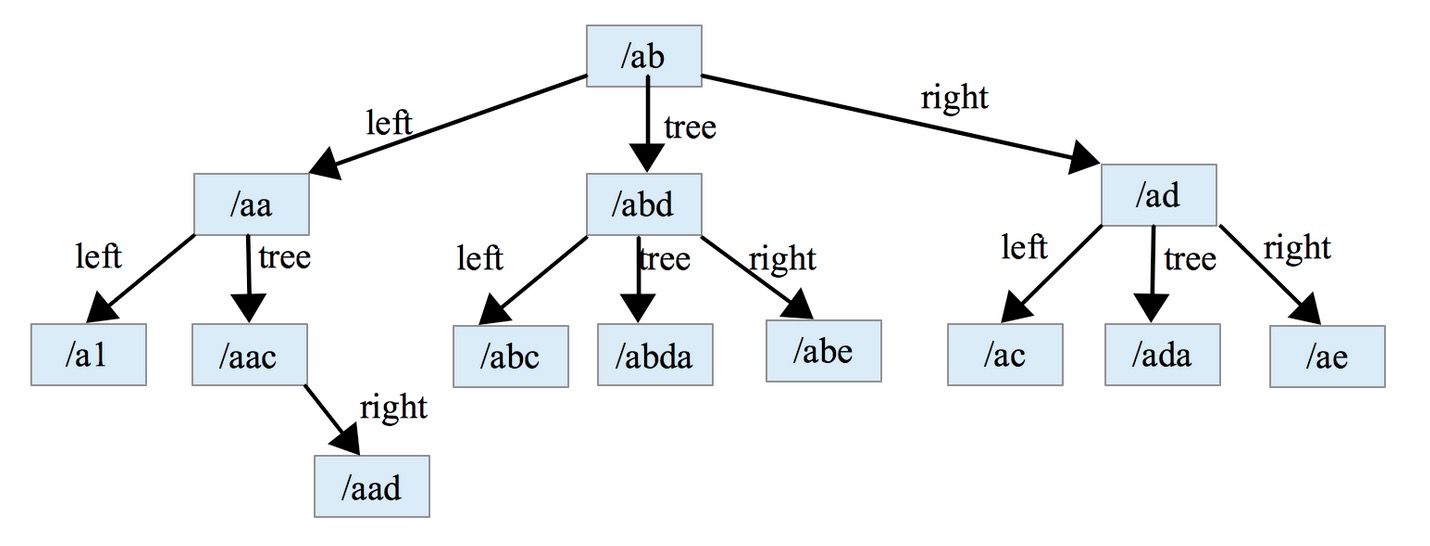 /ab
left
tree
right
/aa
/abd
/ad
left
tree
left
tree
right
left
tree
right
/a1
/aac
/abc
/abda
/abe
/ac
/ada
/ae
right
/aad